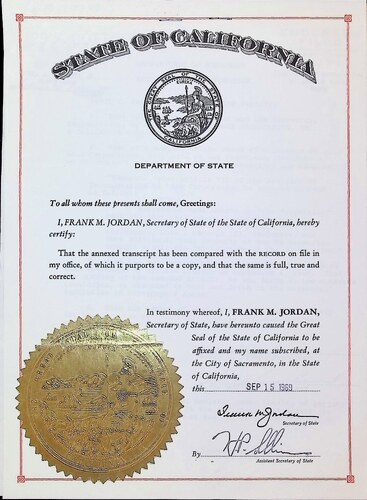 STATE OF CALIFORNIA
DEPARTMENT OF STATE
To all whom these presents shall come, Greetings:
I, FRANK M. JORDAN, Secretary of State of the State of California, hereby
certify:
That the annexed transcript has been compared with the RECORD on file in
my office, of which it purports to be a copy, and that the same is full, true and
correct.
In testimony whereof, I, FRANK M. JORDAN,
Secretary of State, have hereunto caused the Great
Seal of the State of California to be
affixed and my name subscribed, at
the City of Sacramento, in the State
of California,
this SEP 15 1969
Frank M. Jordan
Secretary of State
By
Assistant Secretary of State